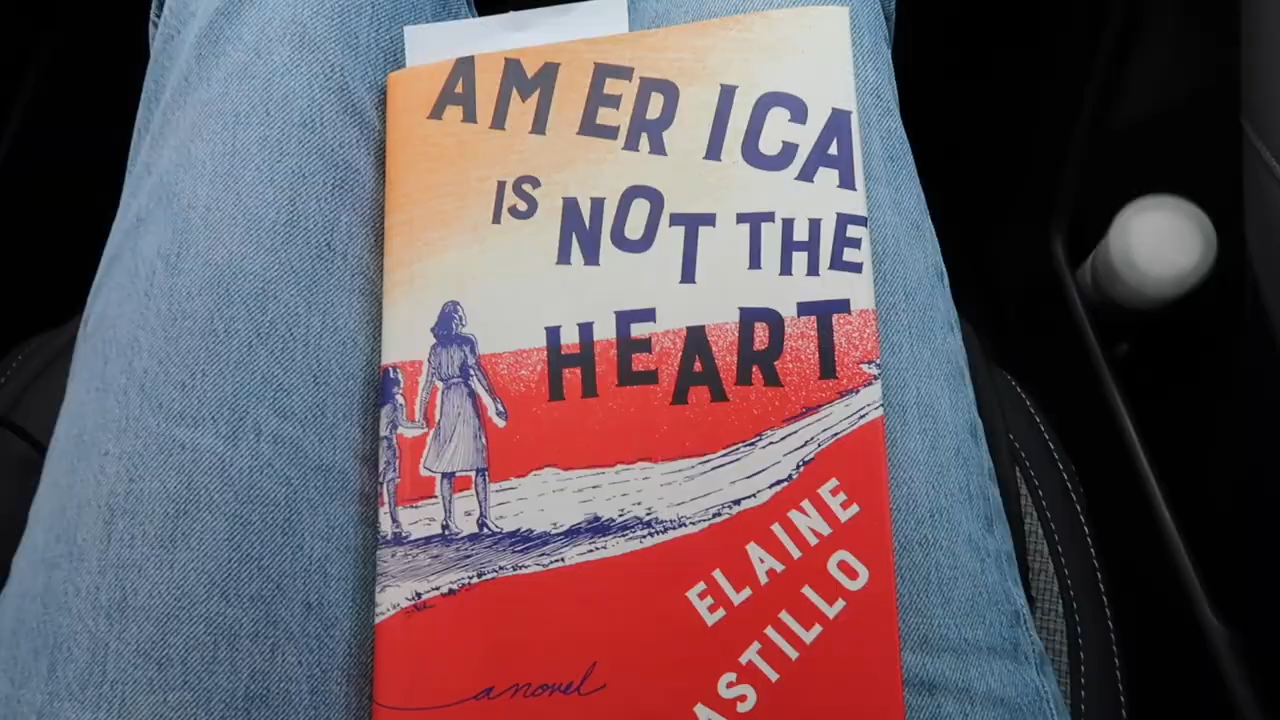 AMERICA
IS NOT THE
HEART
ELAINE
ASTILLO
a novel